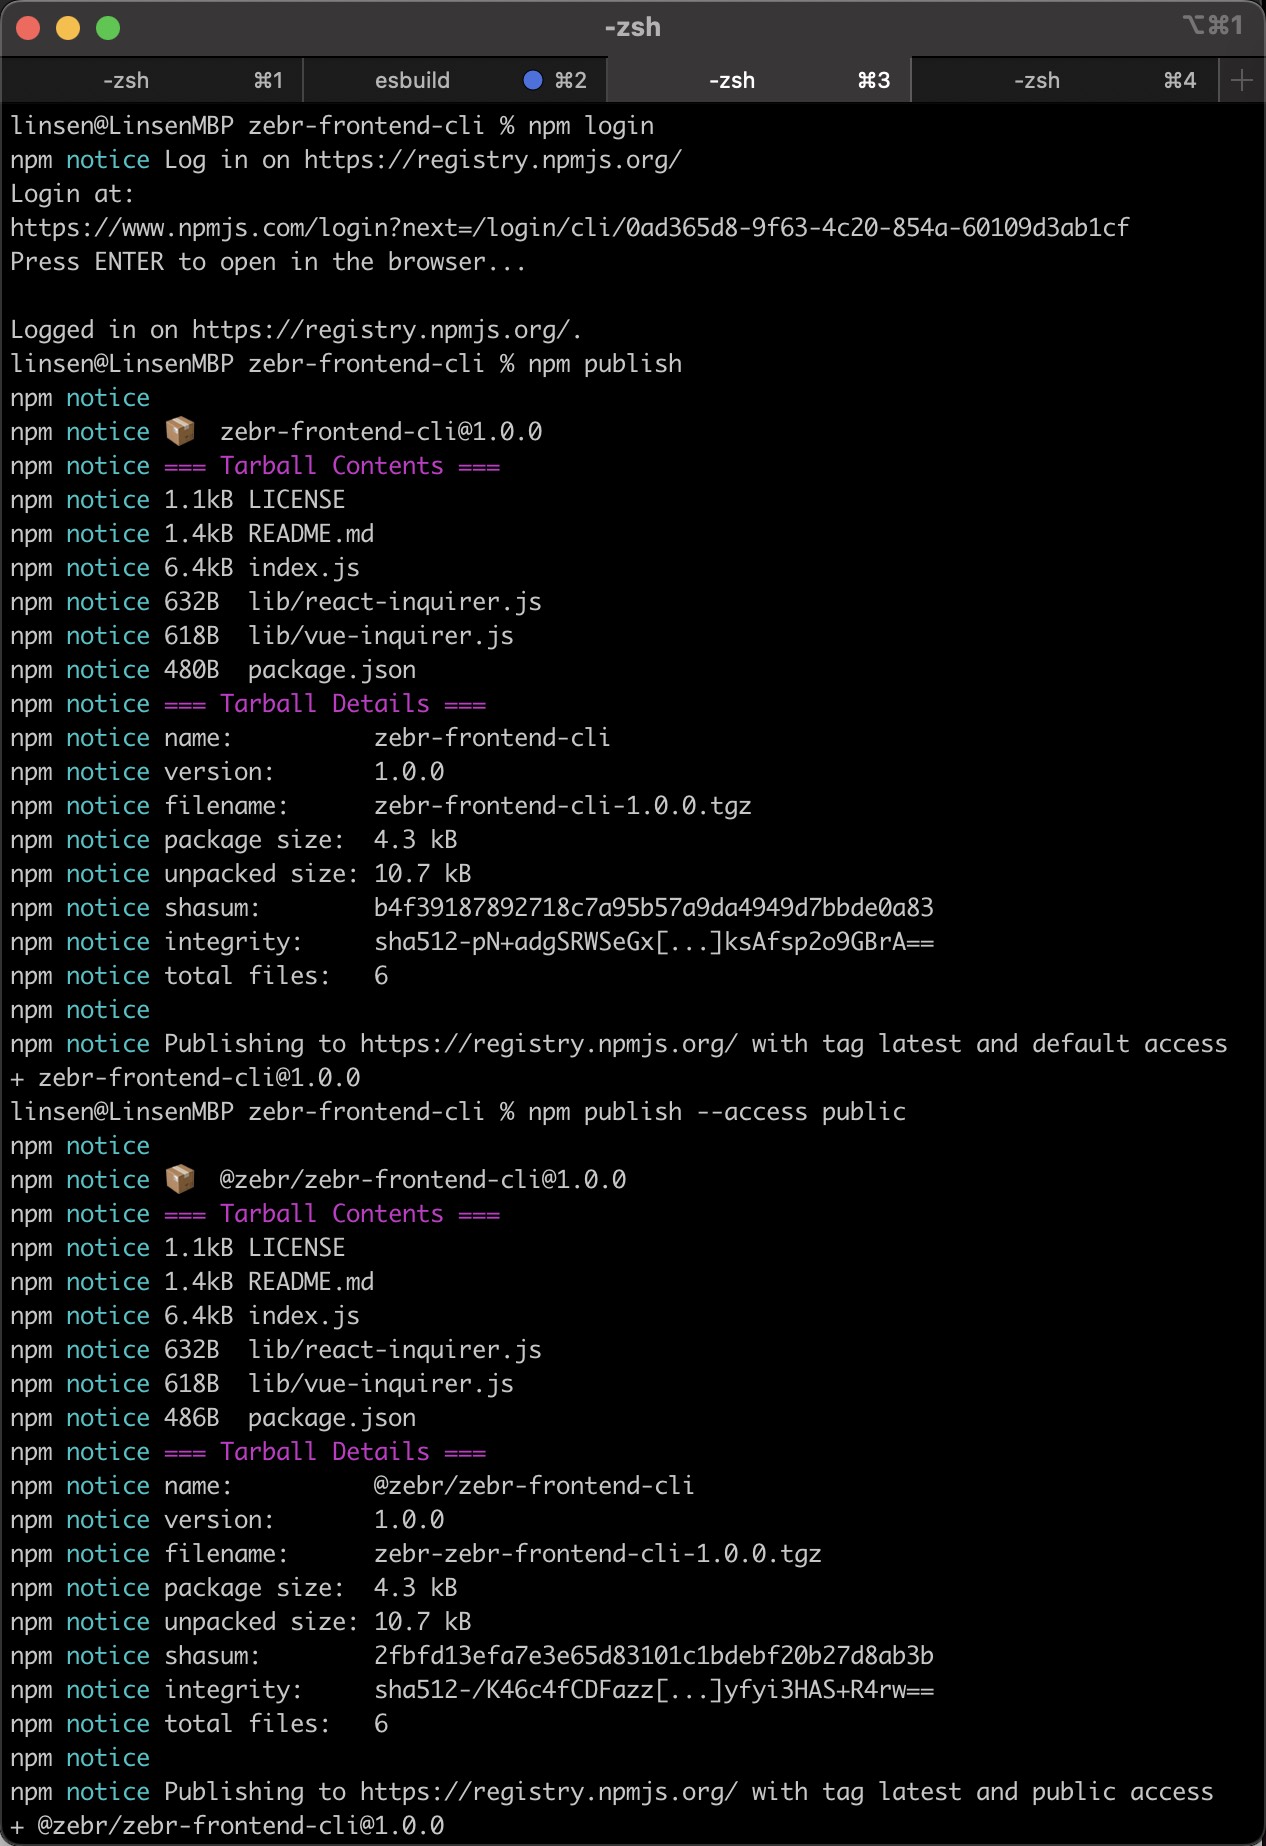 -zsh
⌥⌘1
-zsh ⌘1
esbuild ⌘2
-zsh ⌘3
-zsh ⌘4
linsen@LinsenMBP zebr-frontend-cli % npm login
npm notice Log in on https://registry.npmjs.org/
Login at:
https://www.npmjs.com/login?next=/login/cli/0ad365d8-9f63-4c20-854a-60109d3ab1cf
Press ENTER to open in the browser...
Logged in on https://registry.npmjs.org/.
linsen@LinsenMBP zebr-frontend-cli % npm publish
npm notice
npm notice 📦  zebr-frontend-cli@1.0.0
npm notice === Tarball Contents ===
npm notice 1.1kB LICENSE
npm notice 1.4kB README.md
npm notice 6.4kB index.js
npm notice 632B  lib/react-inquirer.js
npm notice 618B  lib/vue-inquirer.js
npm notice 480B  package.json
npm notice === Tarball Details ===
npm notice name:          zebr-frontend-cli
npm notice version:       1.0.0
npm notice filename:      zebr-frontend-cli-1.0.0.tgz
npm notice package size:  4.3 kB
npm notice unpacked size: 10.7 kB
npm notice shasum:        b4f39187892718c7a95b57a9da4949d7bbde0a83
npm notice integrity:     sha512-pN+adgSRWSeGx[...]ksAfsp2o9GBrA==
npm notice total files:   6
npm notice
npm notice Publishing to https://registry.npmjs.org/ with tag latest and default access
+ zebr-frontend-cli@1.0.0
linsen@LinsenMBP zebr-frontend-cli % npm publish --access public
npm notice
npm notice 📦  @zebr/zebr-frontend-cli@1.0.0
npm notice === Tarball Contents ===
npm notice 1.1kB LICENSE
npm notice 1.4kB README.md
npm notice 6.4kB index.js
npm notice 632B  lib/react-inquirer.js
npm notice 618B  lib/vue-inquirer.js
npm notice 486B  package.json
npm notice === Tarball Details ===
npm notice name:          @zebr/zebr-frontend-cli
npm notice version:       1.0.0
npm notice filename:      zebr-zebr-frontend-cli-1.0.0.tgz
npm notice package size:  4.3 kB
npm notice unpacked size: 10.7 kB
npm notice shasum:        2fbfd13efa7e3e65d83101c1bdebf20b27d8ab3b
npm notice integrity:     sha512-/K46c4fCDFazz[...]yfyi3HAS+R4rw==
npm notice total files:   6
npm notice
npm notice Publishing to https://registry.npmjs.org/ with tag latest and public access
+ @zebr/zebr-frontend-cli@1.0.0